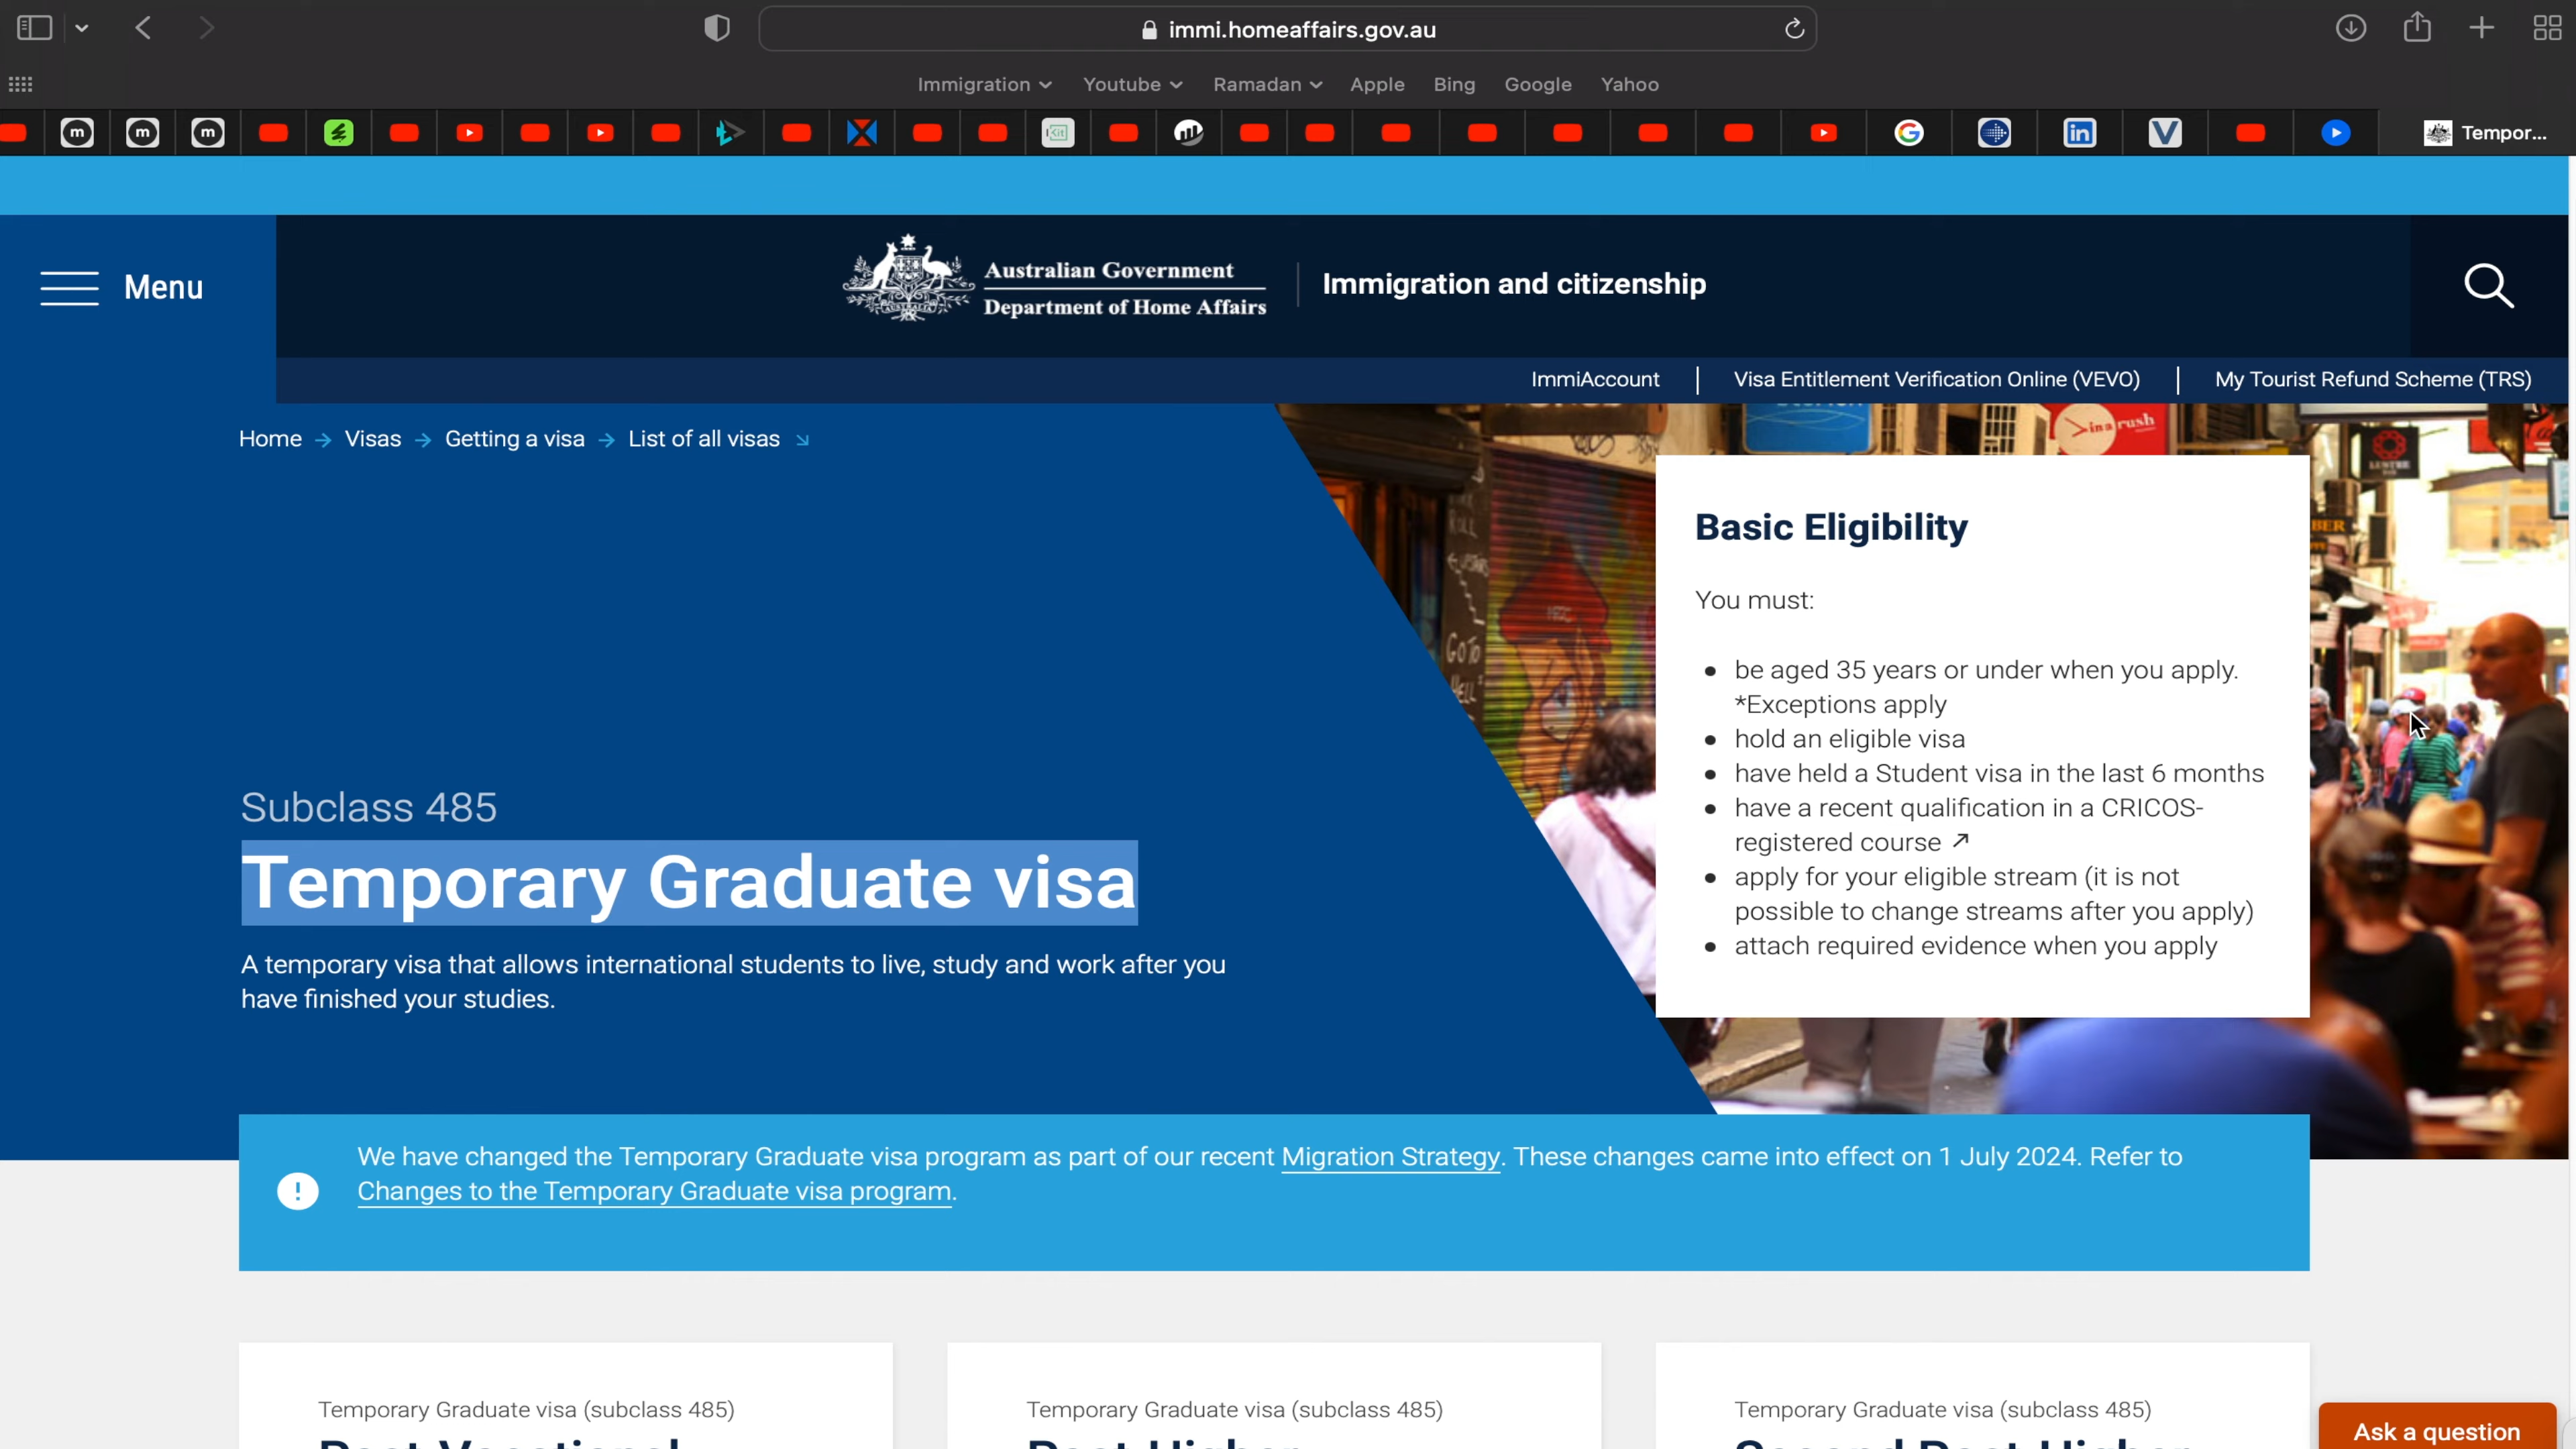 immi.homeaffairs.gov.au
Immigration Youtube Ramadan Apple Bing Google Yahoo
Tempor...
Menu
Australian Government
Department of Home Affairs
Immigration and citizenship
ImmiAccount Visa Entitlement Verification Online (VEVO) My Tourist Refund Scheme (TRS)
Home → Visas → Getting a visa → List of all visas
in a rush
Basic Eligibility
You must:
• be aged 35 years or under when you apply.
*Exceptions apply
• hold an eligible visa
• have held a Student visa in the last 6 months
• have a recent qualification in a CRICOS-
registered course ↗
• apply for your eligible stream (it is not
possible to change streams after you apply)
• attach required evidence when you apply
GO TO
HELL
Subclass 485
Temporary Graduate visa
A temporary visa that allows international students to live, study and work after you
have finished your studies.
We have changed the Temporary Graduate visa program as part of our recent Migration Strategy. These changes came into effect on 1 July 2024. Refer to
Changes to the Temporary Graduate visa program.
Temporary Graduate visa (subclass 485)
Temporary Graduate visa (subclass 485)
Temporary Graduate visa (subclass 485)
Ask a question